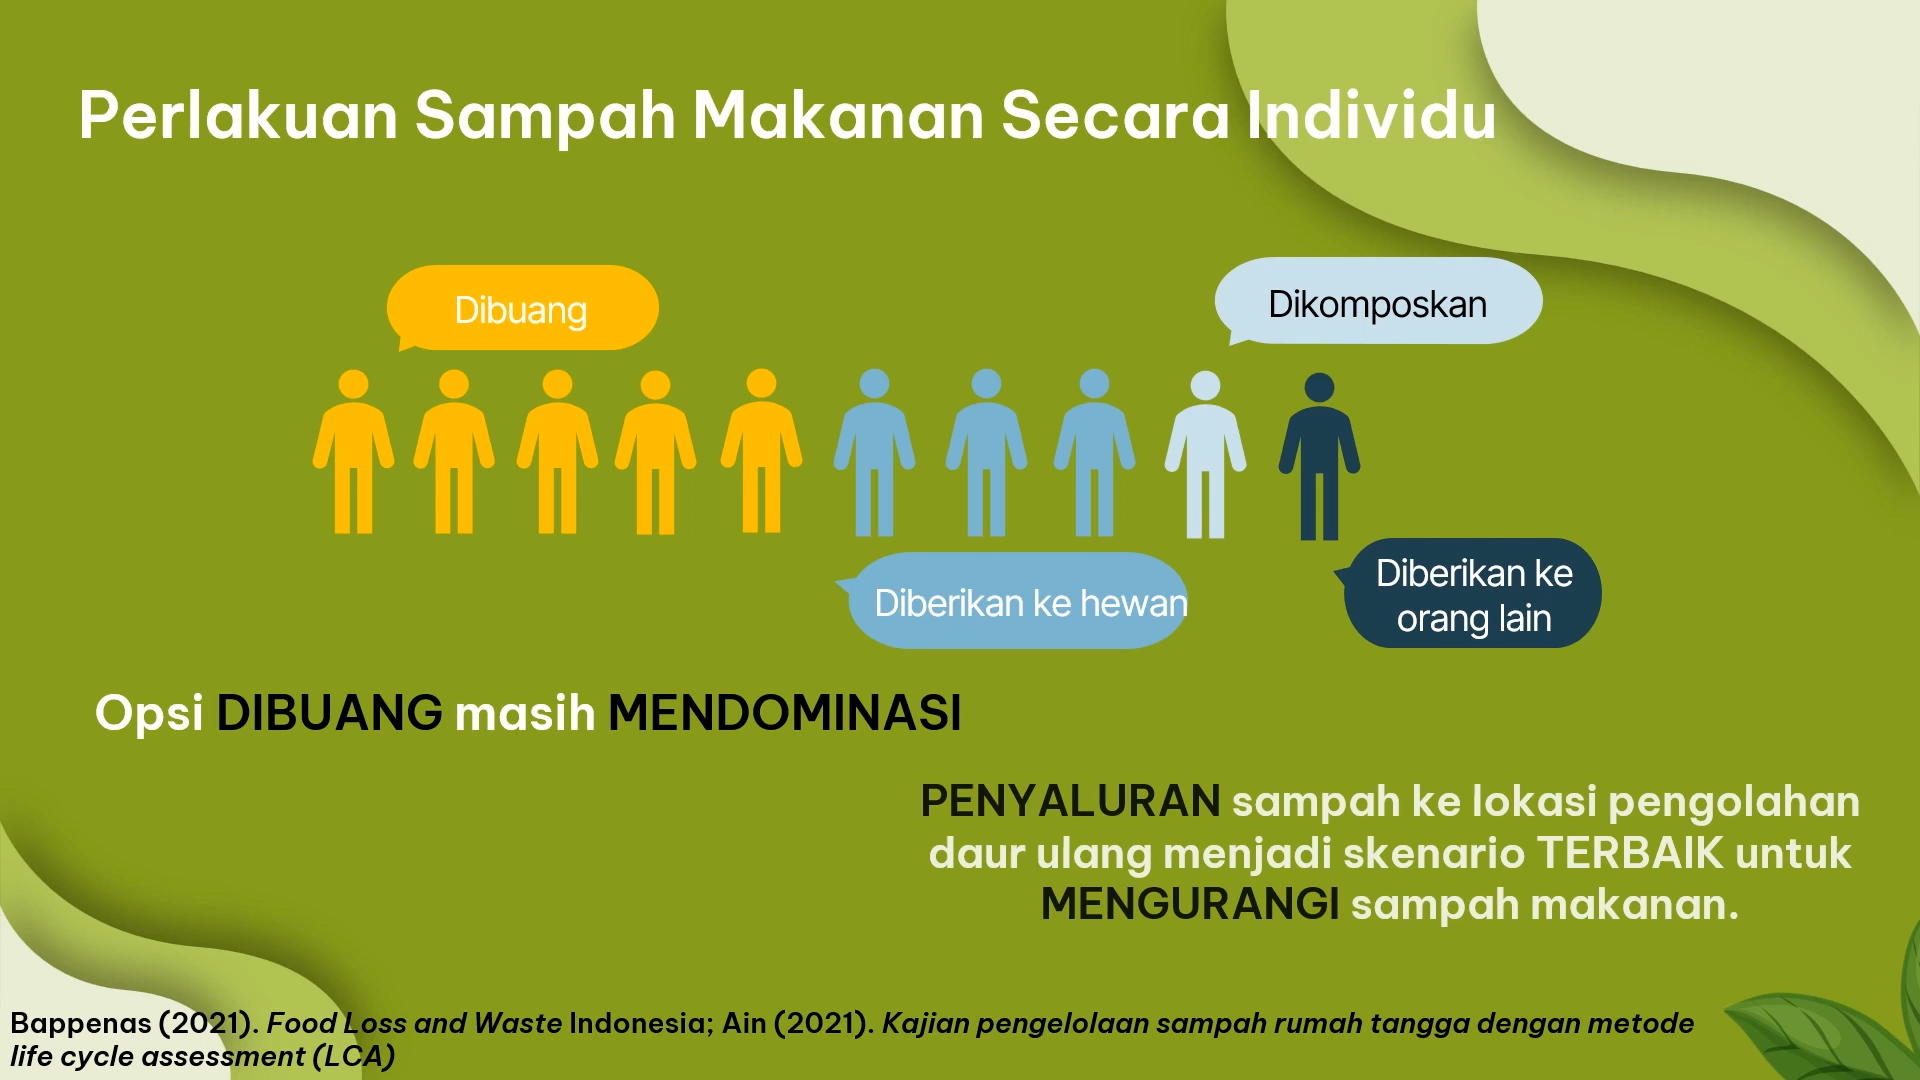 Perlakuan Sampah Makanan Secara Individu
Dibuang
Dikomposkan
Diberikan ke hewan
Diberikan ke
orang lain
Opsi DIBUANG masih MENDOMINASI
PENYALURAN sampah ke lokasi pengolahan
daur ulang menjadi skenario TERBAIK untuk
MENGURANGI sampah makanan.
Bappenas (2021). Food Loss and Waste Indonesia; Ain (2021). Kajian pengelolaan sampah rumah tangga dengan metode
life cycle assessment (LCA)